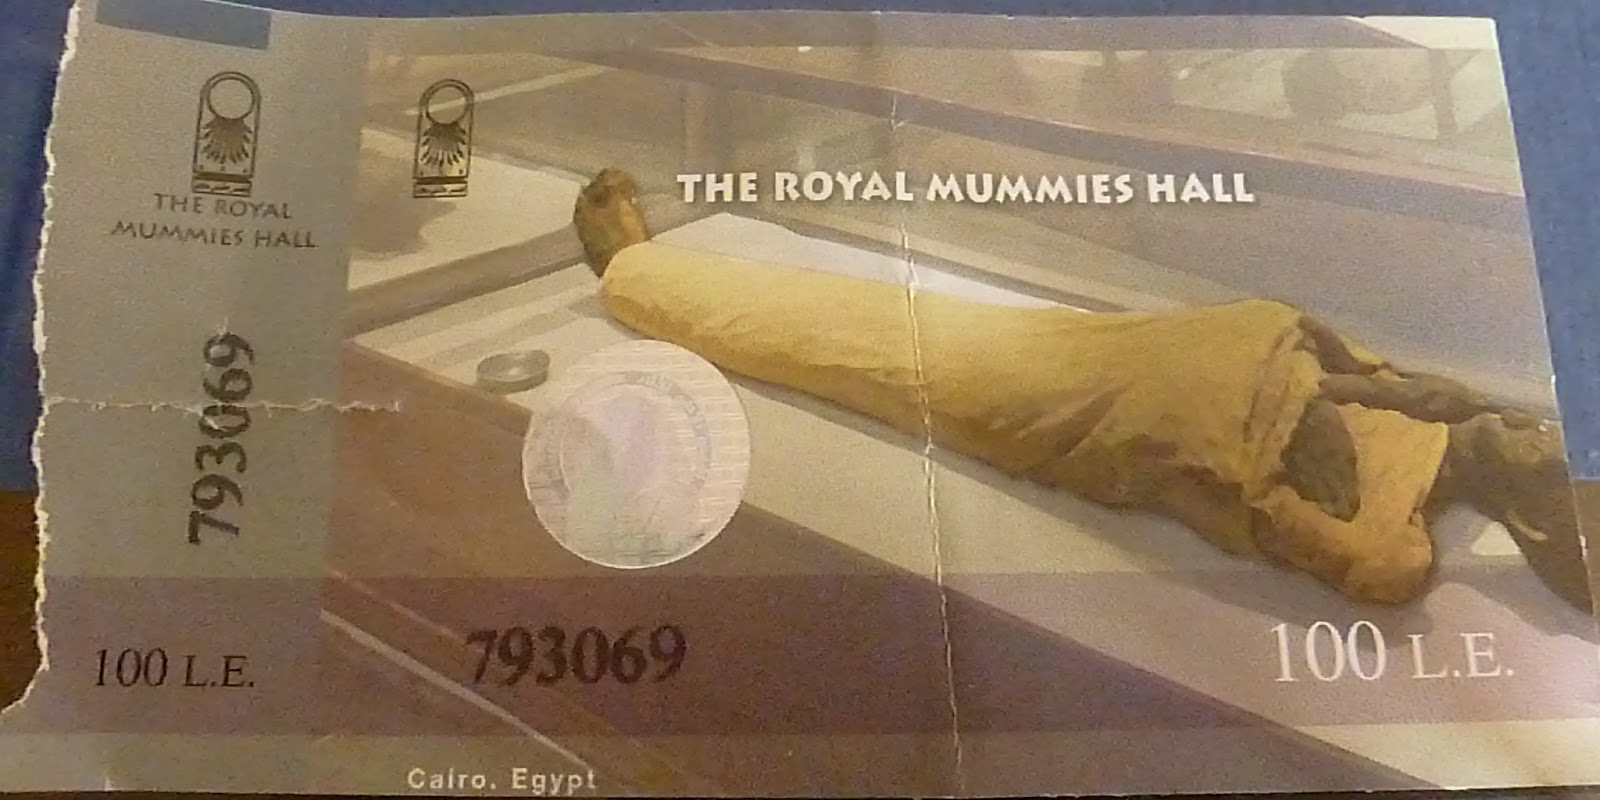 THE ROYAL
MUMMIES HALL
793069
100 L.E.
THE ROYAL MUMMIES HALL
793069
100 L.E.
Cairo. Egypt